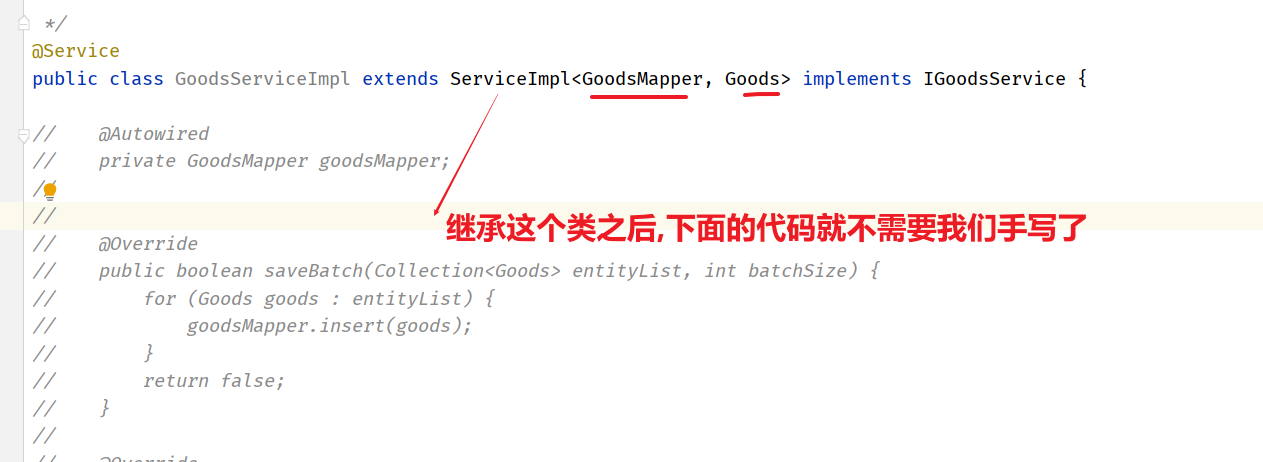 */
@Service
public class GoodsServiceImpl extends ServiceImpl<GoodsMapper, Goods> implements IGoodsService {
//    @Autowired
//    private GoodsMapper goodsMapper;
//
//
继承这个类之后,下面的代码就不需要我们手写了
//    @Override
//    public boolean saveBatch(Collection<Goods> entityList, int batchSize) {
//        for (Goods goods : entityList) {
//            goodsMapper.insert(goods);
//        }
//        return false;
//    }
//
//    @Override